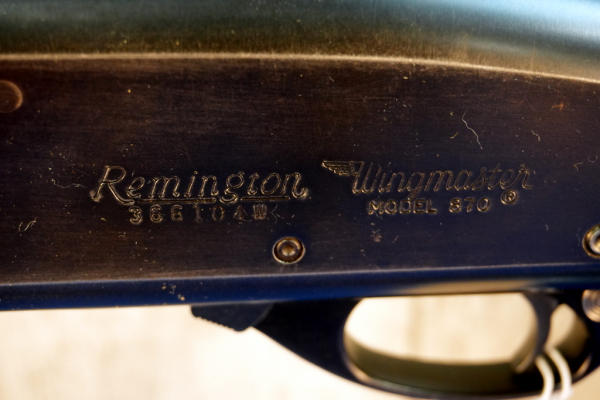 Remington
366104W
Wingmaster
MODEL 870 ®